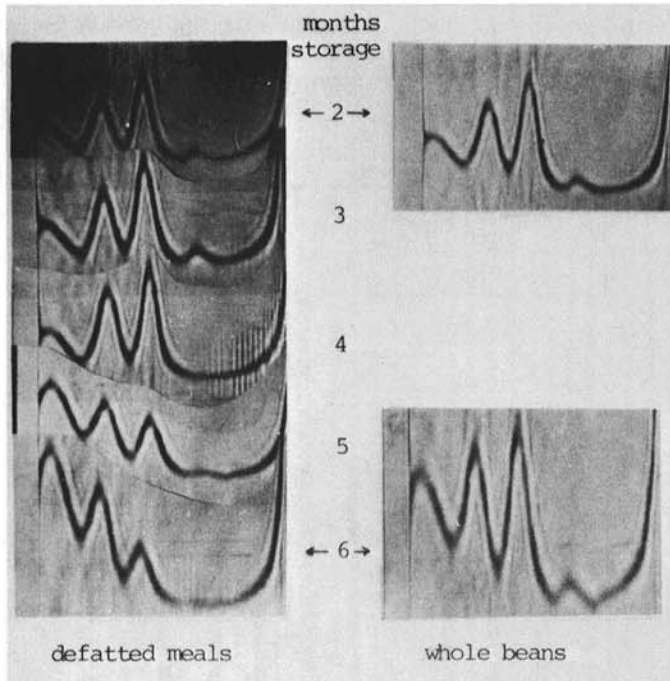 months
storage
← 2 →
3
4
5
← 6 →
defatted meals
whole beans